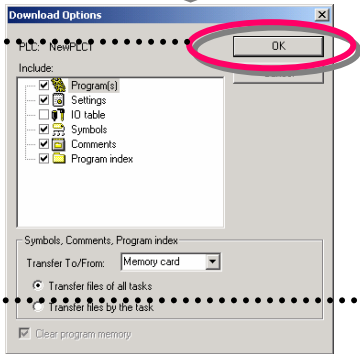 Download Options
PLC: NewPLC1
OK
Include:
Program(s)
Settings
IO table
Symbols
Comments
Program index
Symbols, Comments, Program index
Transfer To/From: Memory card
Transfer files of all tasks
Transfer files by the task
Clear program memory